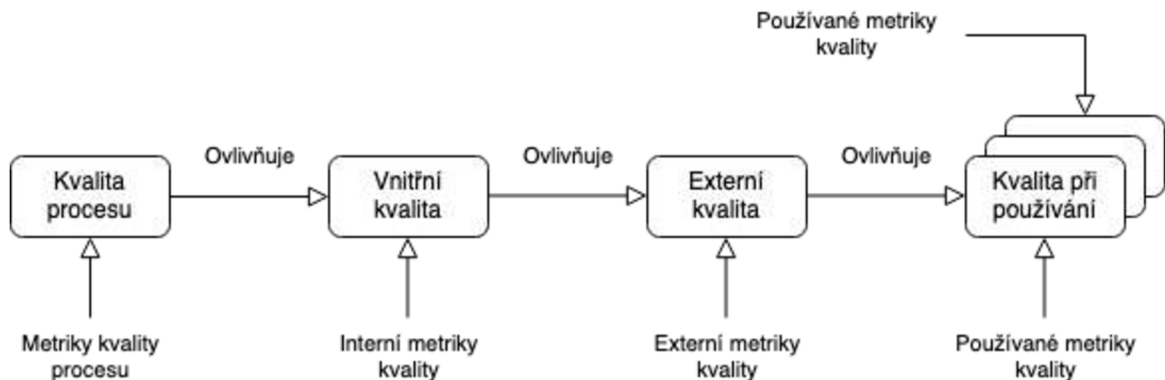 Používané metriky
kvality
Ovlivňuje
Ovlivňuje
Ovlivňuje
Kvalita
procesu
Vnitřní
kvalita
Externí
kvalita
Kvalita při
používání
Metriky kvality
procesu
Interní metriky
kvality
Externí metriky
kvality
Používané metriky
kvality